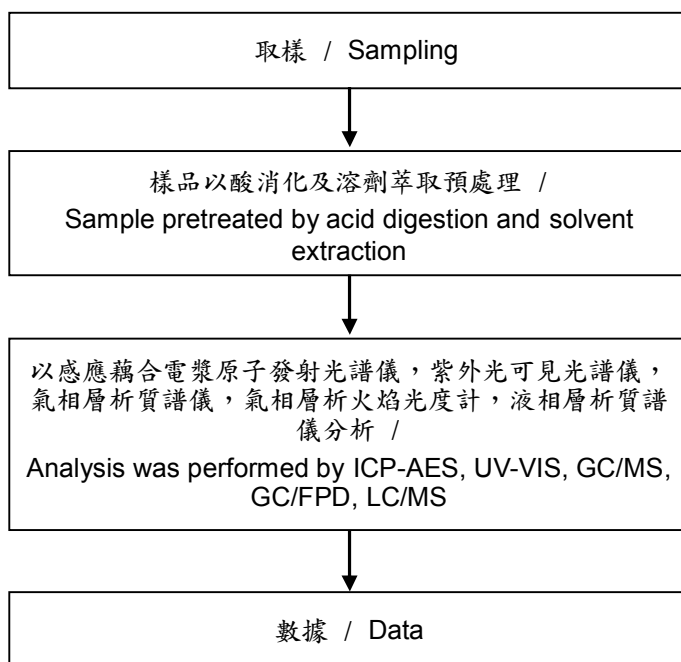 取樣 / Sampling
樣品以酸消化及溶劑萃取預處理 /
Sample pretreated by acid digestion and solvent
extraction
以感應藕合電漿原子發射光譜儀，紫外光可見光譜儀，
氣相層析質譜儀，氣相層析火焰光度計，液相層析質譜
儀分析 /
Analysis was performed by ICP-AES, UV-VIS, GC/MS,
GC/FPD, LC/MS
數據 / Data